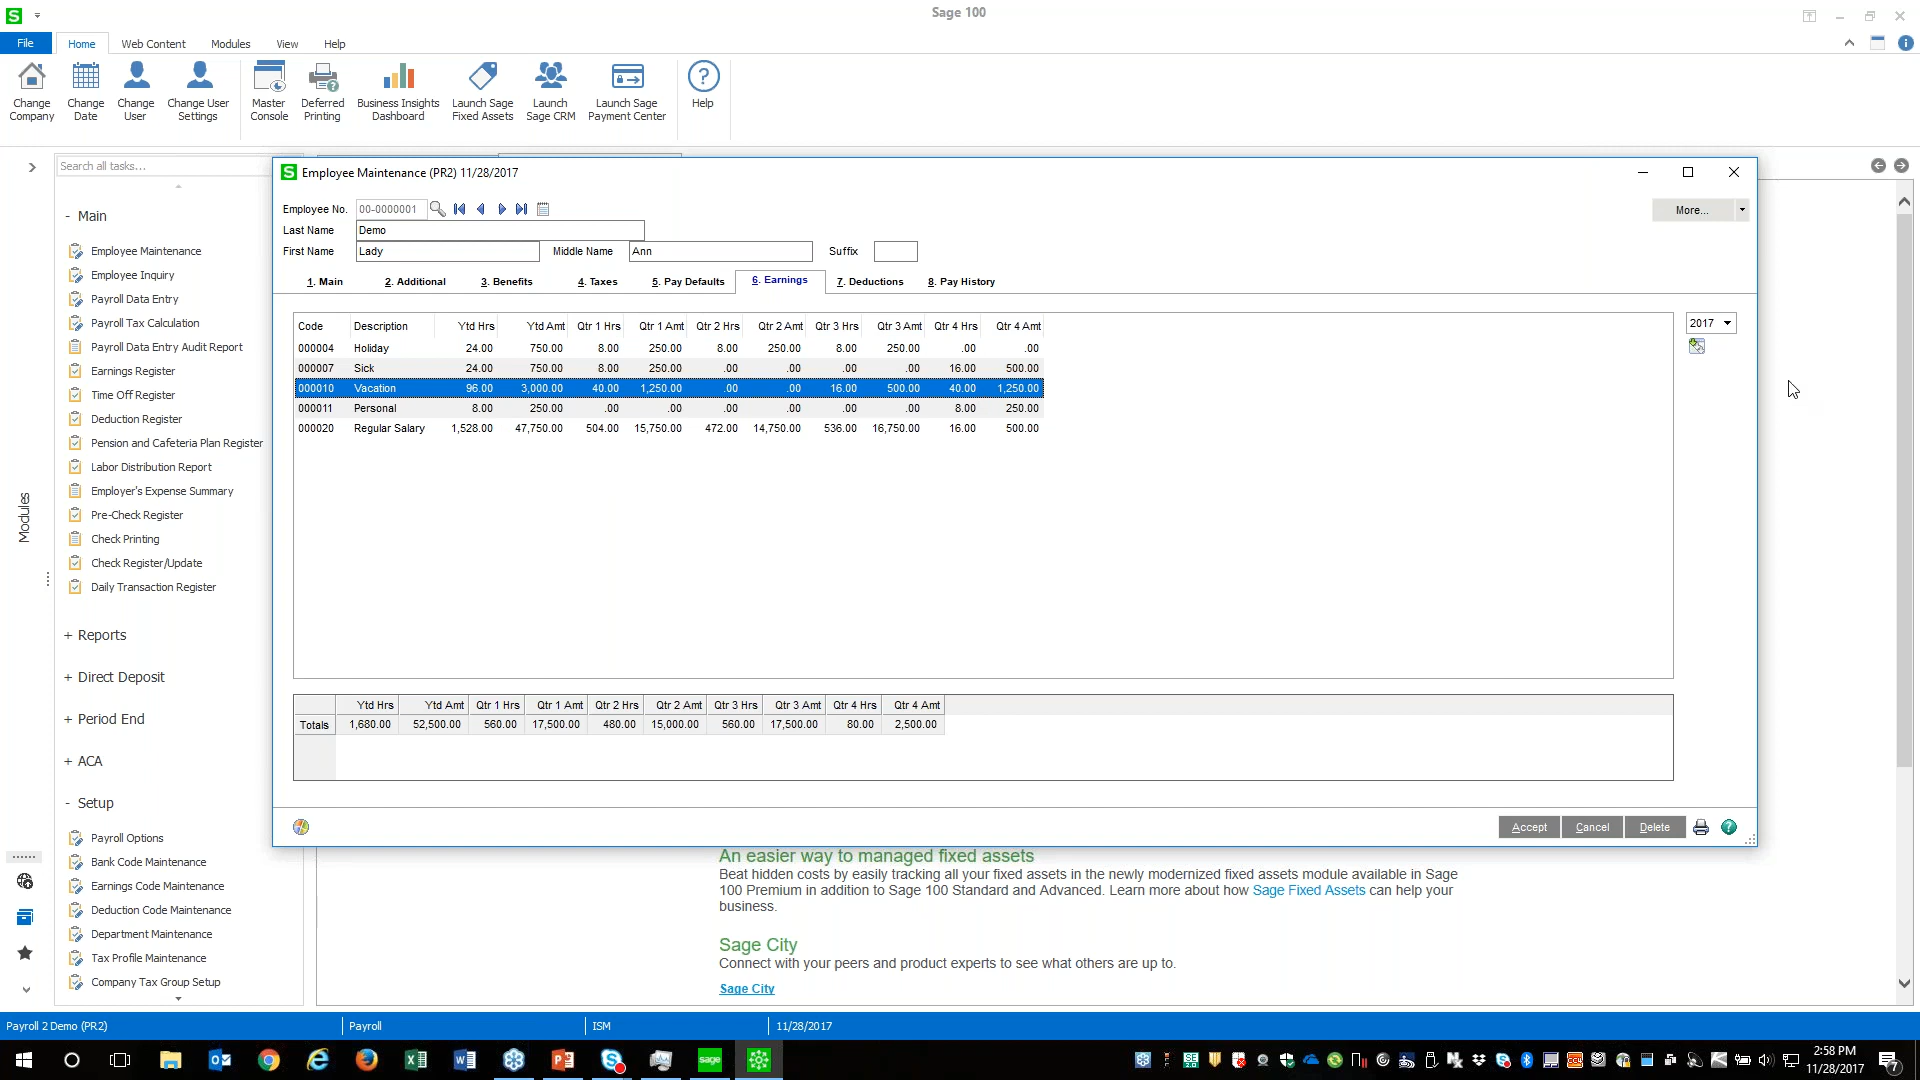 Sage 100
File Home Web Content Modules View Help
Change Company
Change Date
Change User
Change User Settings
Master Console
Deferred Printing
Business Insights Dashboard
Launch Sage Fixed Assets
Launch Sage CRM
Launch Sage Payment Center
Help
Search all tasks...
Modules
- Main
Employee Maintenance
Employee Inquiry
Payroll Data Entry
Payroll Tax Calculation
Payroll Data Entry Audit Report
Earnings Register
Time Off Register
Deduction Register
Pension and Cafeteria Plan Register
Labor Distribution Report
Employer's Expense Summary
Pre-Check Register
Check Printing
Check Register/Update
Daily Transaction Register
+ Reports
+ Direct Deposit
+ Period End
+ ACA
- Setup
Payroll Options
Bank Code Maintenance
Earnings Code Maintenance
Deduction Code Maintenance
Department Maintenance
Tax Profile Maintenance
Company Tax Group Setup
S Employee Maintenance (PR2) 11/28/2017
Employee No. 00-0000001 More...
Last Name Demo
First Name Lady Middle Name Ann Suffix
1. Main 2. Additional 3. Benefits 4. Taxes 5. Pay Defaults 6. Earnings 7. Deductions 8. Pay History
2017
Code Description Ytd Hrs Ytd Amt Qtr 1 Hrs Qtr 1 Amt Qtr 2 Hrs Qtr 2 Amt Qtr 3 Hrs Qtr 3 Amt Qtr 4 Hrs Qtr 4 Amt
000004 Holiday 24.00 750.00 8.00 250.00 8.00 250.00 8.00 250.00 .00 .00
000007 Sick 24.00 750.00 8.00 250.00 .00 .00 .00 .00 16.00 500.00
000010 Vacation 96.00 3,000.00 40.00 1,250.00 .00 .00 16.00 500.00 40.00 1,250.00
000011 Personal 8.00 250.00 .00 .00 .00 .00 .00 .00 8.00 250.00
000020 Regular Salary 1,528.00 47,750.00 504.00 15,750.00 472.00 14,750.00 536.00 16,750.00 16.00 500.00
Ytd Hrs Ytd Amt Qtr 1 Hrs Qtr 1 Amt Qtr 2 Hrs Qtr 2 Amt Qtr 3 Hrs Qtr 3 Amt Qtr 4 Hrs Qtr 4 Amt
Totals 1,680.00 52,500.00 560.00 17,500.00 480.00 15,000.00 560.00 17,500.00 80.00 2,500.00
Accept Cancel Delete
An easier way to managed fixed assets
Beat hidden costs by easily tracking all your fixed assets in the newly modernized fixed assets module available in Sage
100 Premium in addition to Sage 100 Standard and Advanced. Learn more about how Sage Fixed Assets can help your
business.
Sage City
Connect with your peers and product experts to see what others are up to.
Sage City
Payroll 2 Demo (PR2) Payroll ISM 11/28/2017
sage
2:58 PM
11/28/2017
7